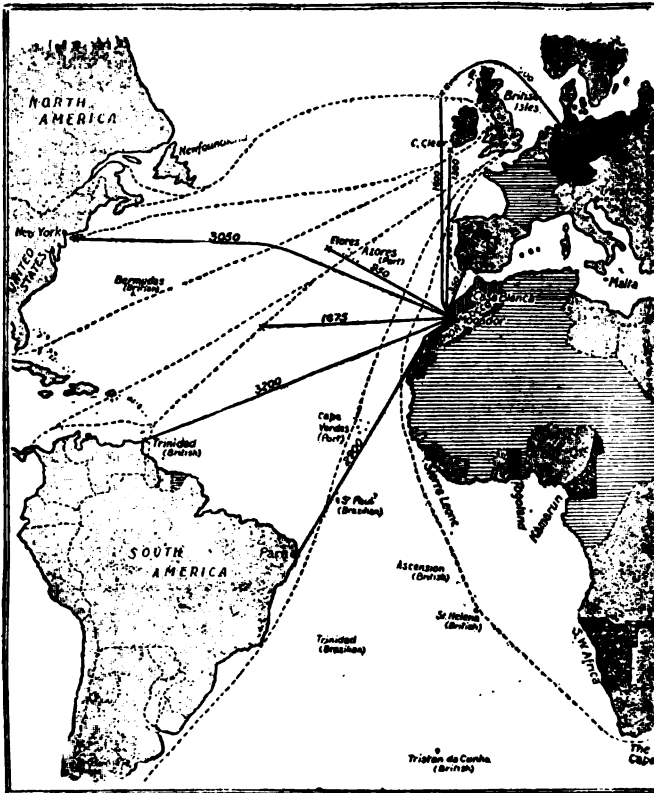 NORTH
AMERICA
British
Isles
C. Clear
New York
UNITED
STATES
3050
Flores
Azores
(Port)
850
Bermudas
(British)
Malta
1875
3200
Cape
Verdes
(Port)
Trinidad
(British)
St Paul
(Brazilian)
Sierra Leone
Togoland
Kamerun
SOUTH
AMERICA
Para
Ascension
(British)
St. Helena
(British)
Trinidad
(Brazilian)
S.W. Africa
Tristan da Cunha
(British)
The
Cape